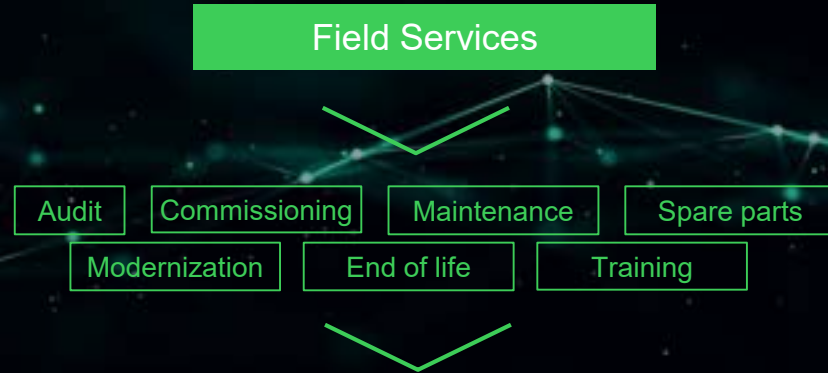 Field Services
Audit Commissioning Maintenance Spare parts
Modernization End of life Training